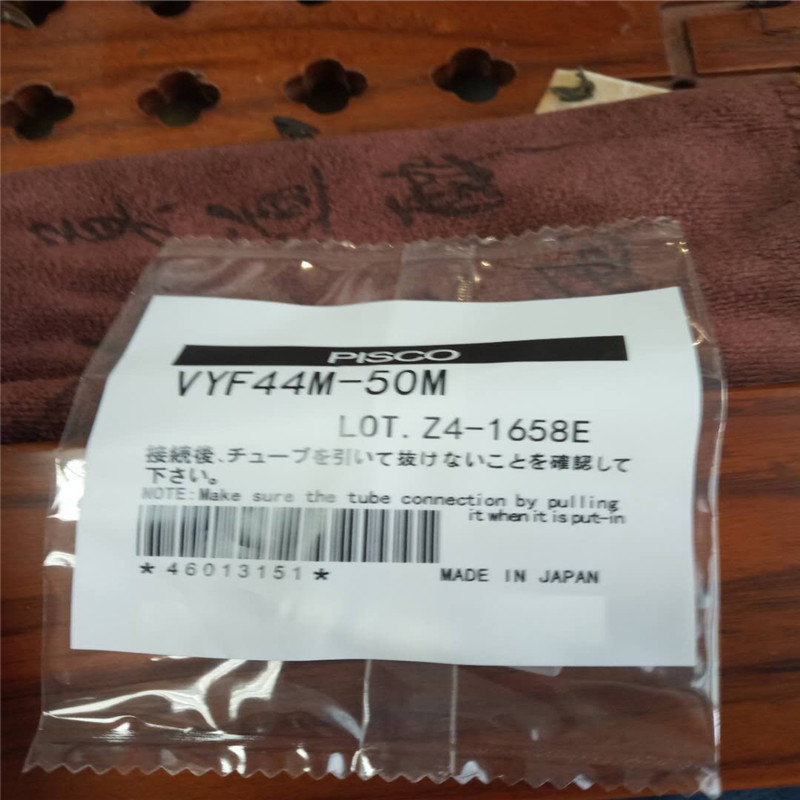 PISCO
VYF44M-50M
LOT. Z4-1658E
接続後、チューブを引いて抜けないことを確認して
下さい。
NOTE:Make sure the tube connection by pulling
it when it is put-in
*46013151*
MADE IN JAPAN